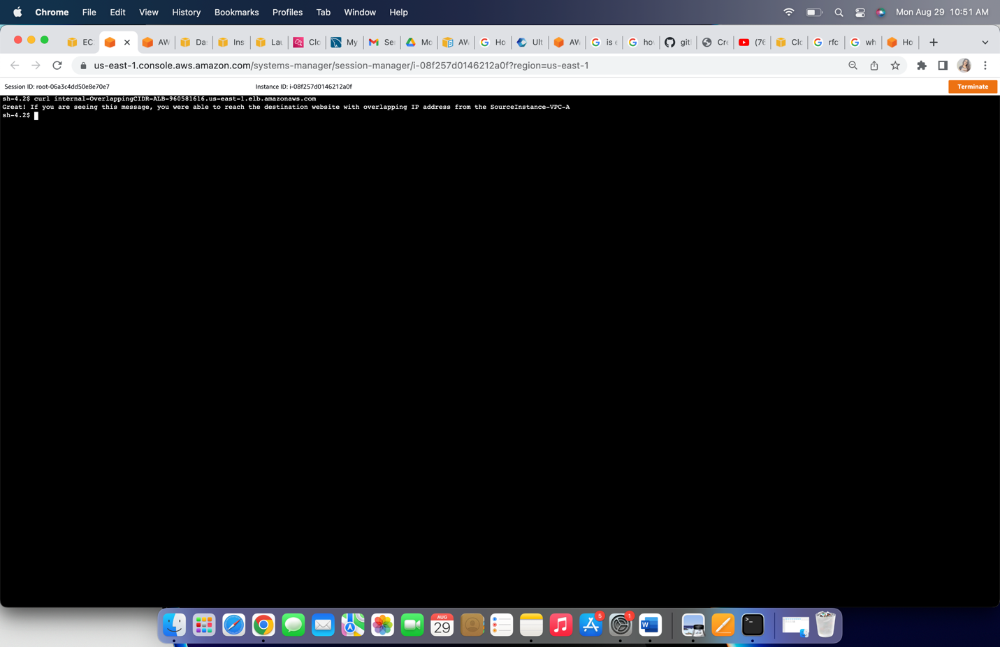 Chrome File Edit View History Bookmarks Profiles Tab Window Help Mon Aug 29 10:51 AM
EC AW Da Ins Lau Clo My Se Mo AW Ho Ult AW is ho git Cre (76 Clo rfc wh Ho
us-east-1.console.aws.amazon.com/systems-manager/session-manager/i-08f257d0146212a0f?region=us-east-1
Session ID: root-06a3c4dd50e8e70e7 Instance ID: i-08f257d0146212a0f Terminate
sh-4.2$ curl internal-OverlappingCIDR-ALB-960581616.us-east-1.elb.amazonaws.com
Great! If you are seeing this message, you were able to reach the destination website with overlapping IP address from the SourceInstance-VPC-A
sh-4.2$
AUG
29
5
1
W
>_